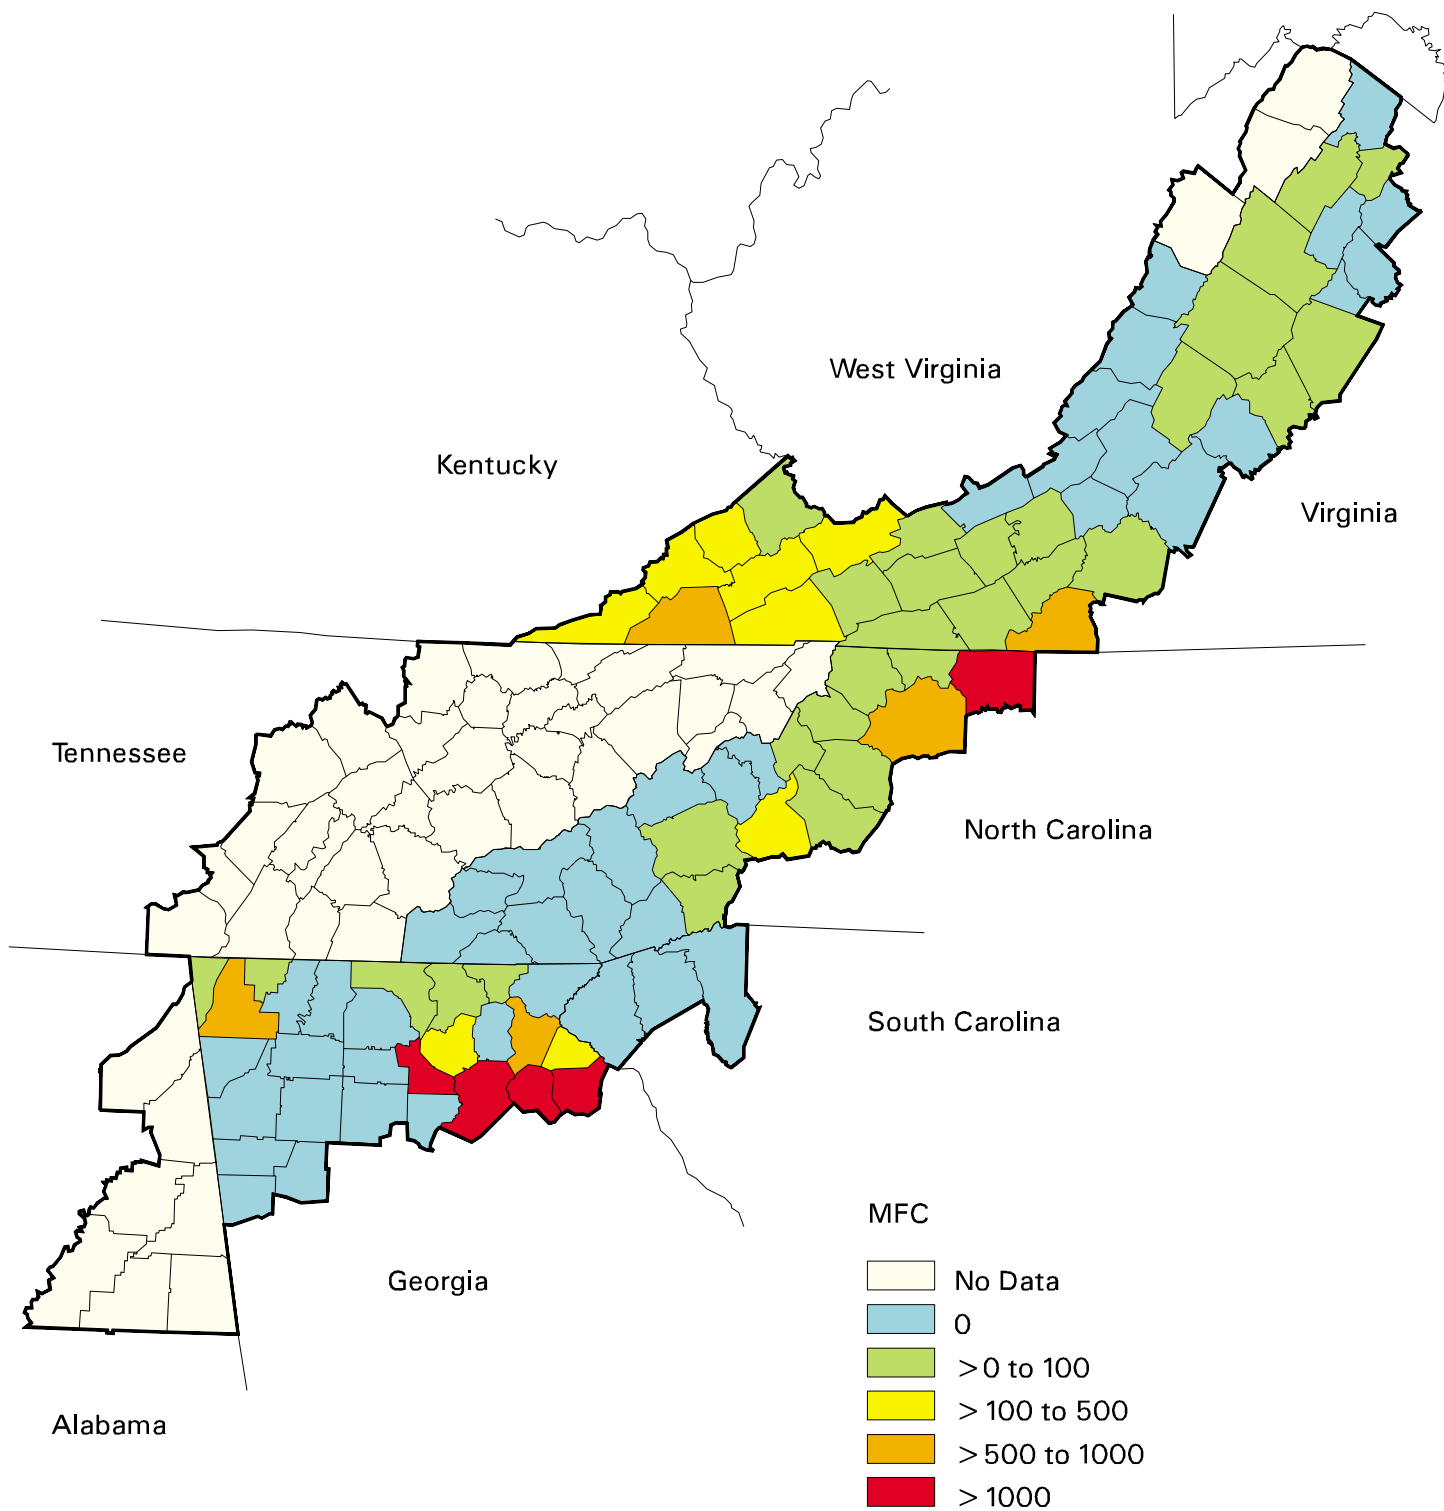 West Virginia
Kentucky
Virginia
Tennessee
North Carolina
South Carolina
Georgia
Alabama
MFC
No Data
0
>0 to 100
>100 to 500
>500 to 1000
>1000